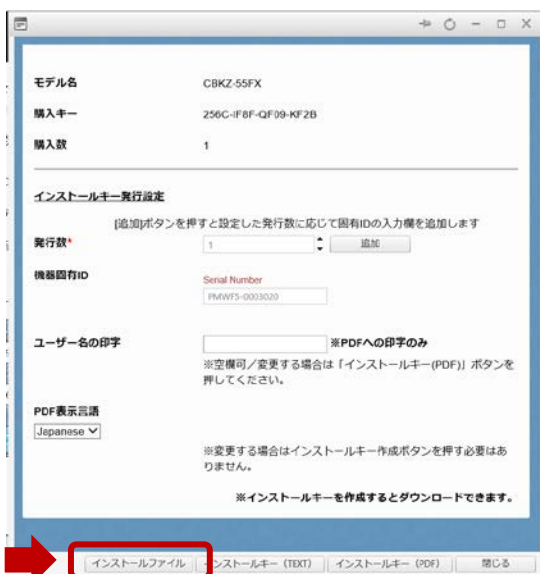 モデル名 CBKZ-55FX
購入キー 256C-IF8F-QF09-KF2B
購入数 1
インストールキー発行設定
[追加]ボタンを押すと設定した発行数に応じて固有IDの入力欄を追加します
発行数* 1 追加
機器固有ID
Serial Number
PMWF5-0003020
ユーザー名の印字 ※PDFへの印字のみ
※空欄可／変更する場合は「インストールキー(PDF)」ボタンを
押してください。
PDF表示言語
Japanese
※変更する場合はインストールキー作成ボタンを押す必要はあ
りません。
※インストールキーを作成するとダウンロードできます。
インストールファイル インストールキー (TEXT) インストールキー (PDF) 閉じる